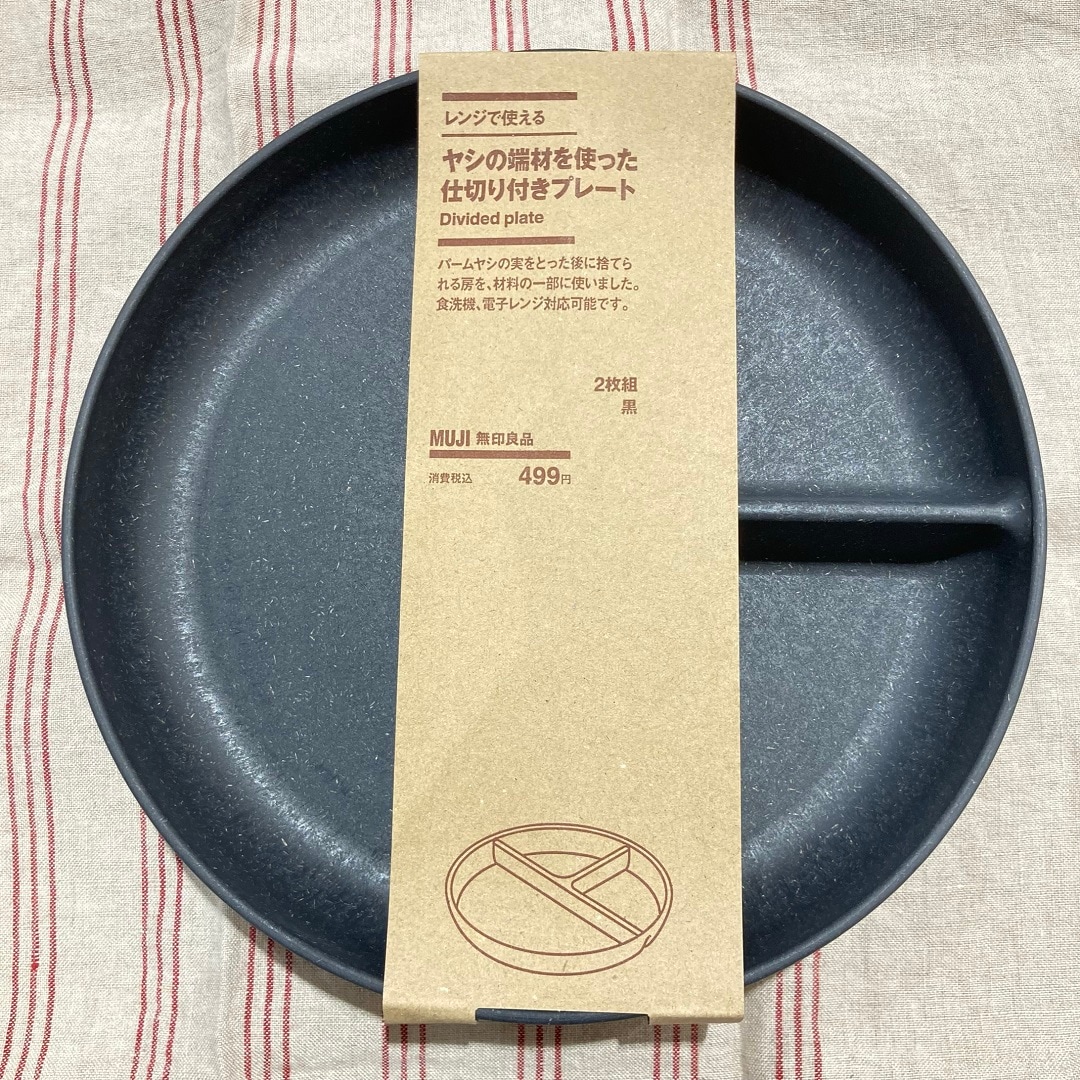 レンジで使える
ヤシの端材を使った
仕切り付きプレート
Divided plate
パームヤシの実をとった後に捨てら
れる房を、材料の一部に使いました。
食洗機、電子レンジ対応可能です。
2枚組
黒
MUJI 無印良品
消費税込 499円